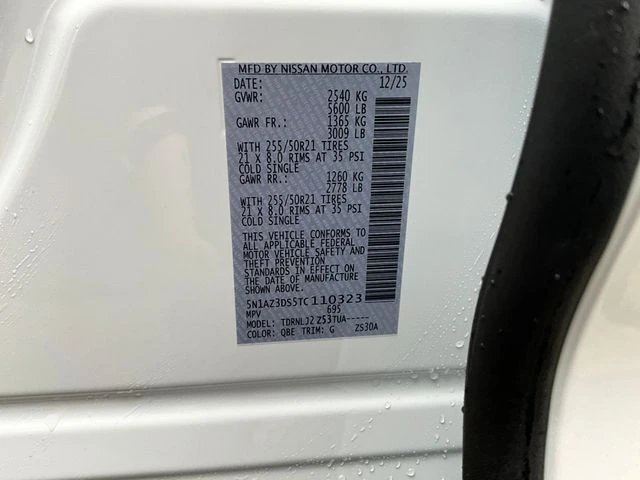 MFD BY NISSAN MOTOR CO., LTD.
DATE: 12/25
GVWR: 2540 KG
5600 LB
GAWR FR.: 1365 KG
3009 LB
WITH 255/50R21 TIRES
21 X 8.0 RIMS AT 35 PSI
COLD SINGLE
GAWR RR.: 1260 KG
2778 LB
WITH 255/50R21 TIRES
21 X 8.0 RIMS AT 35 PSI
COLD SINGLE
THIS VEHICLE CONFORMS TO
ALL APPLICABLE FEDERAL
MOTOR VEHICLE SAFETY AND
THEFT PREVENTION
STANDARDS IN EFFECT ON
THE DATE OF MANUFACTURE
SHOWN ABOVE.
5N1AZ3DS5TC110323
MPV 695
MODEL: TDRNLJ2 Z53TUA-----
COLOR: QBE TRIM: G ZS30A